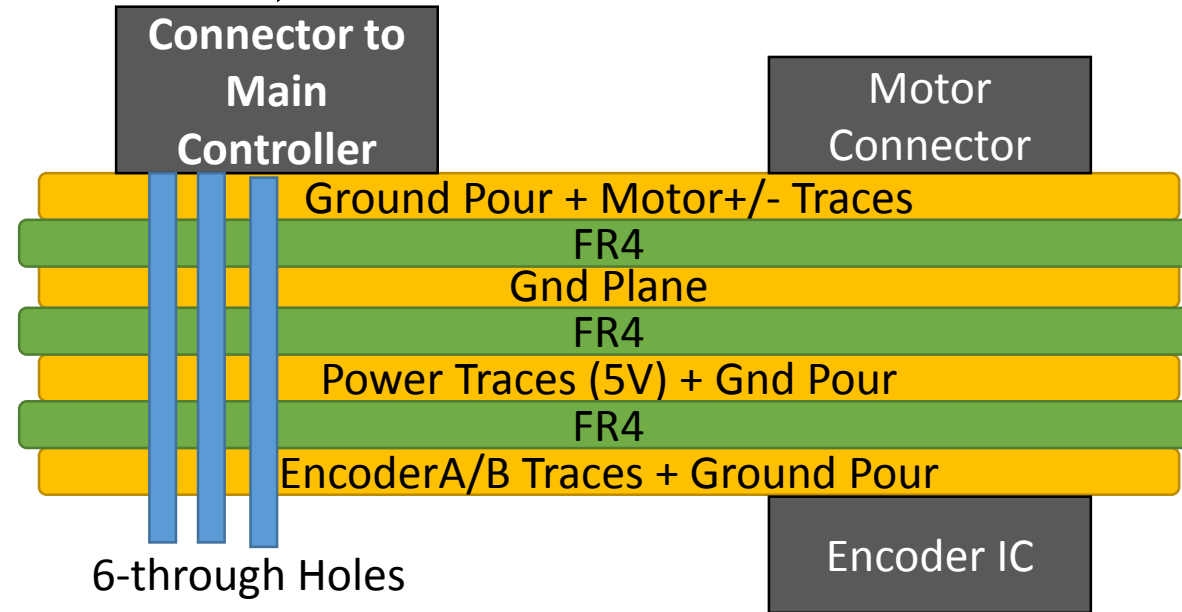 Connector to
Main
Controller
Motor
Connector
Ground Pour + Motor+/- Traces
FR4
Gnd Plane
FR4
Power Traces (5V) + Gnd Pour
FR4
EncoderA/B Traces + Ground Pour
Encoder IC
6-through Holes